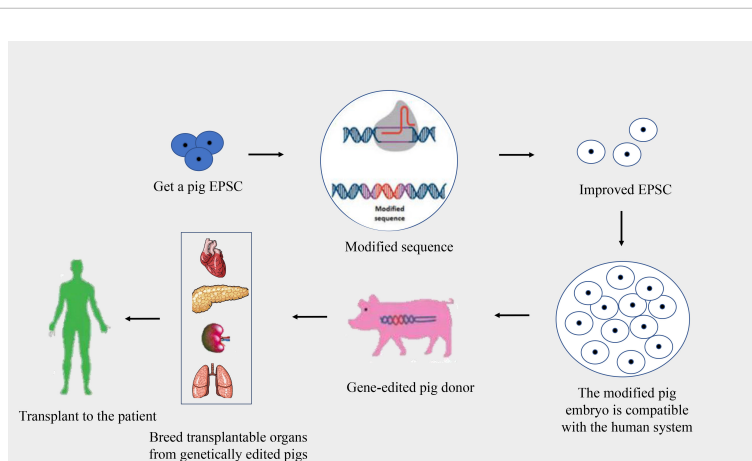 Get a pig EPSC
Modified
sequence
Modified sequence
Improved EPSC
The modified pig
embryo is compatible
with the human system
Gene-edited pig donor
Breed transplantable organs
from genetically edited pigs
Transplant to the patient